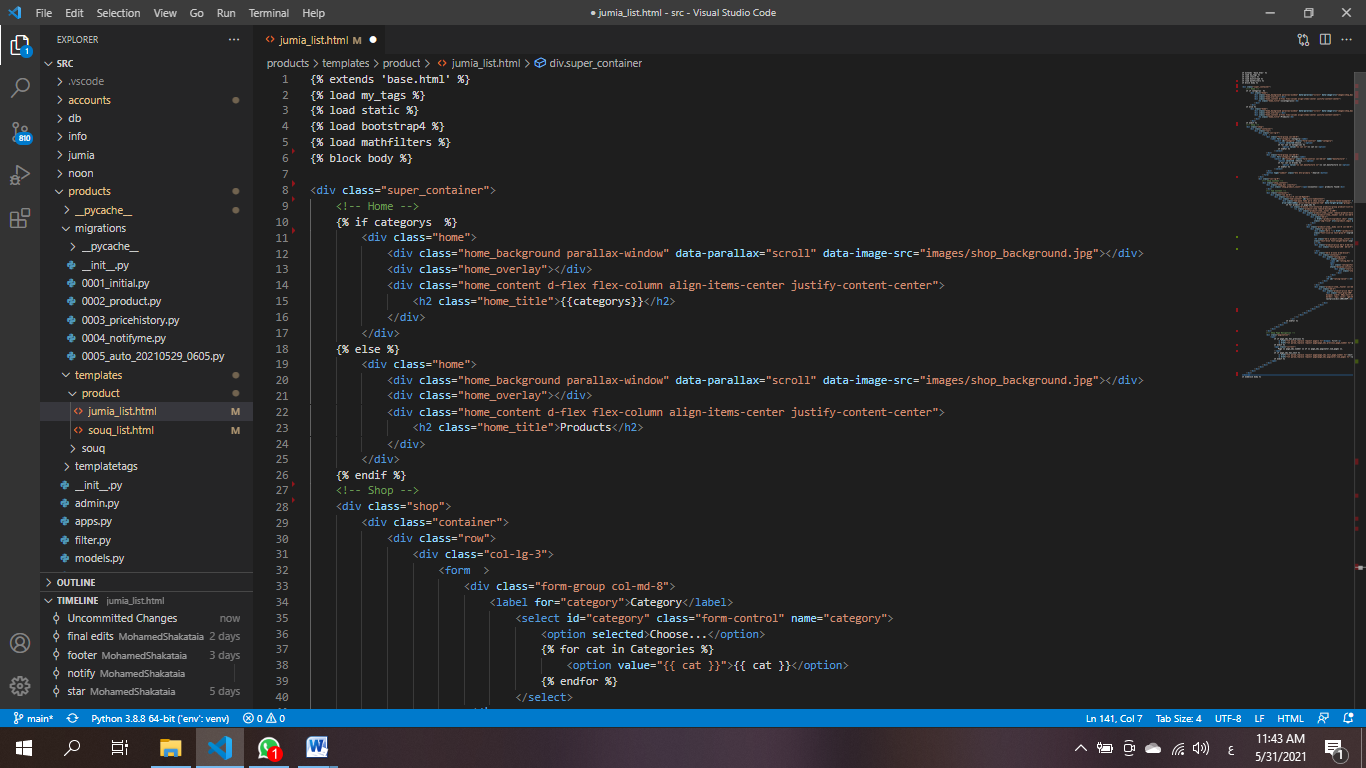 File Edit Selection View Go Run Terminal Help
● jumia_list.html - src - Visual Studio Code
EXPLORER
jumia_list.html M
products > templates > product > jumia_list.html > div.super_container
SRC
.vscode
accounts
db
info
jumia
noon
products
__pycache__
migrations
__pycache__
__init__.py
0001_initial.py
0002_product.py
0003_pricehistory.py
0004_notifyme.py
0005_auto_20210529_0605.py
templates
product
jumia_list.html M
souq_list.html M
souq
templatetags
__init__.py
admin.py
apps.py
filter.py
models.py
OUTLINE
TIMELINE jumia_list.html
Uncommitted Changes now
final edits MohamedShakataia 2 days
footer MohamedShakataia 3 days
notify MohamedShakataia
star MohamedShakataia 5 days
1 {% extends 'base.html' %}
2 {% load my_tags %}
3 {% load static %}
4 {% load bootstrap4 %}
5 {% load mathfilters %}
6 {% block body %}
7
8 <div class="super_container">
9 <!-- Home -->
10 {% if categorys  %}
11 <div class="home">
12 <div class="home_background parallax-window" data-parallax="scroll" data-image-src="images/shop_background.jpg"></div>
13 <div class="home_overlay"></div>
14 <div class="home_content d-flex flex-column align-items-center justify-content-center">
15 <h2 class="home_title">{{categorys}}</h2>
16 </div>
17 </div>
18 {% else %}
19 <div class="home">
20 <div class="home_background parallax-window" data-parallax="scroll" data-image-src="images/shop_background.jpg"></div>
21 <div class="home_overlay"></div>
22 <div class="home_content d-flex flex-column align-items-center justify-content-center">
23 <h2 class="home_title">Products</h2>
24 </div>
25 </div>
26 {% endif %}
27 <!-- Shop -->
28 <div class="shop">
29 <div class="container">
30 <div class="row">
31 <div class="col-lg-3">
32 <form  >
33 <div class="form-group col-md-8">
34 <label for="category">Category</label>
35 <select id="category" class="form-control" name="category">
36 <option selected>Choose...</option>
37 {% for cat in Categories %}
38 <option value="{{ cat }}">{{ cat }}</option>
39 {% endfor %}
40 </select>
1
810
main* Python 3.8.8 64-bit ('env': venv) 0 0
Ln 141, Col 7 Tab Size: 4 UTF-8 LF HTML
1
ع
11:43 AM
5/31/2021
1